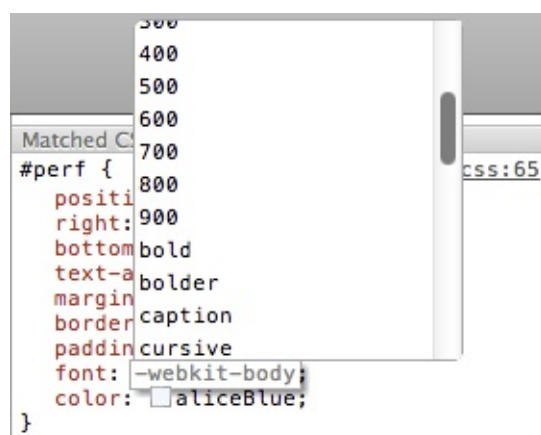 300
400
500
600
700
800
900
bold
bolder
caption
cursive
Matched C
#perf { css:65
positi
right:
bottom
text-a
margin
border
paddin
font: -webkit-body;
color: aliceBlue;
}